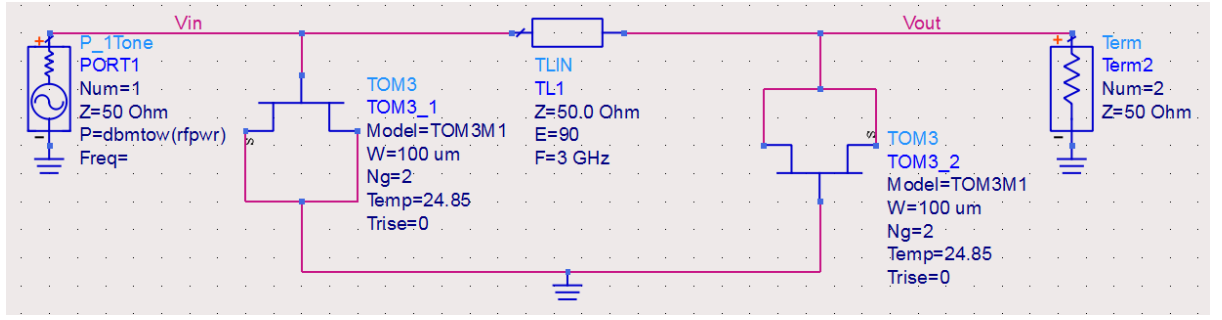 Vin
Vout
+
P_1Tone
PORT1
Num=1
Z=50 Ohm
P=dbmtow(rfpwr)
Freq=
-
s
TOM3
TOM3_1
Model=TOM3M1
W=100 um
Ng=2
Temp=24.85
Trise=0
TLIN
TL1
Z=50.0 Ohm
E=90
F=3 GHz
s
TOM3
TOM3_2
Model=TOM3M1
W=100 um
Ng=2
Temp=24.85
Trise=0
+
Term
Term2
Num=2
Z=50 Ohm
-